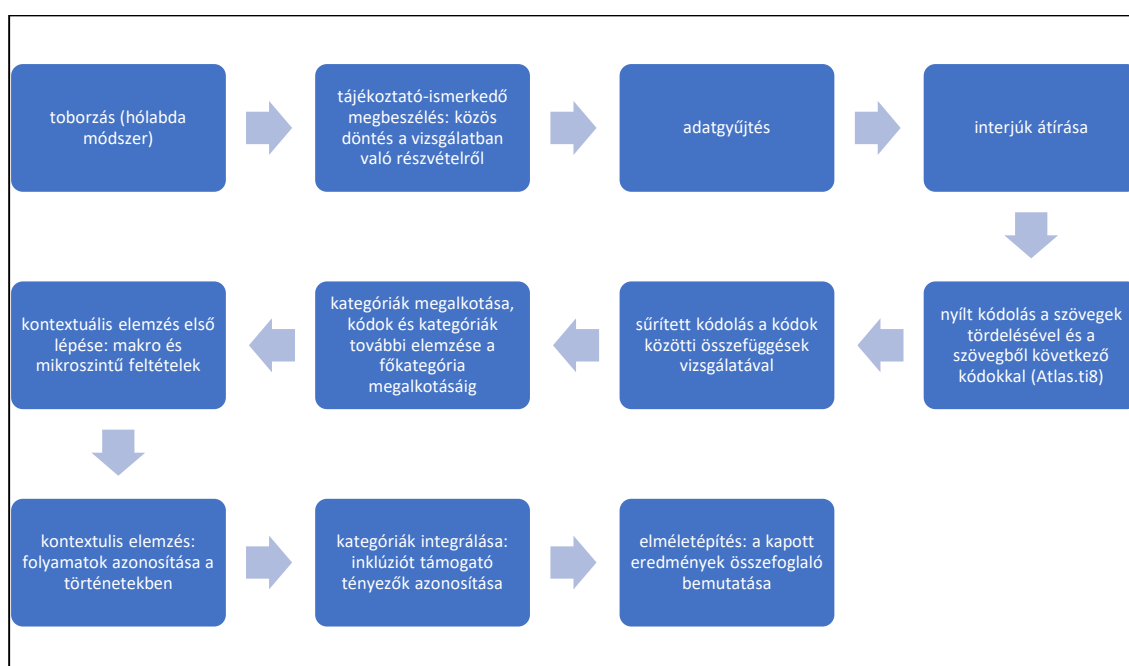 toborzás (hólabda
módszer)
tájékoztató-ismerkedő
megbeszélés: közös
döntés a vizsgálatban
való részvételről
adatgyűjtés
interjúk átírása
nyílt kódolás a szövegek
tördelésével és a
szövegből következő
kódokkal (Atlas.ti8)
sűrített kódolás a kódok
közötti összefüggések
vizsgálatával
kategóriák megalkotása,
kódok és kategóriák
további elemzése a
főkategória
megalkotásáig
kontextuális elemzés első
lépése: makro és
mikroszintű feltételek
kontextulis elemzés:
folyamatok azonosítása a
történetekben
kategóriák integrálása:
inklúziót támogató
tényezők azonosítása
elméletépítés: a kapott
eredmények összefoglaló
bemutatása